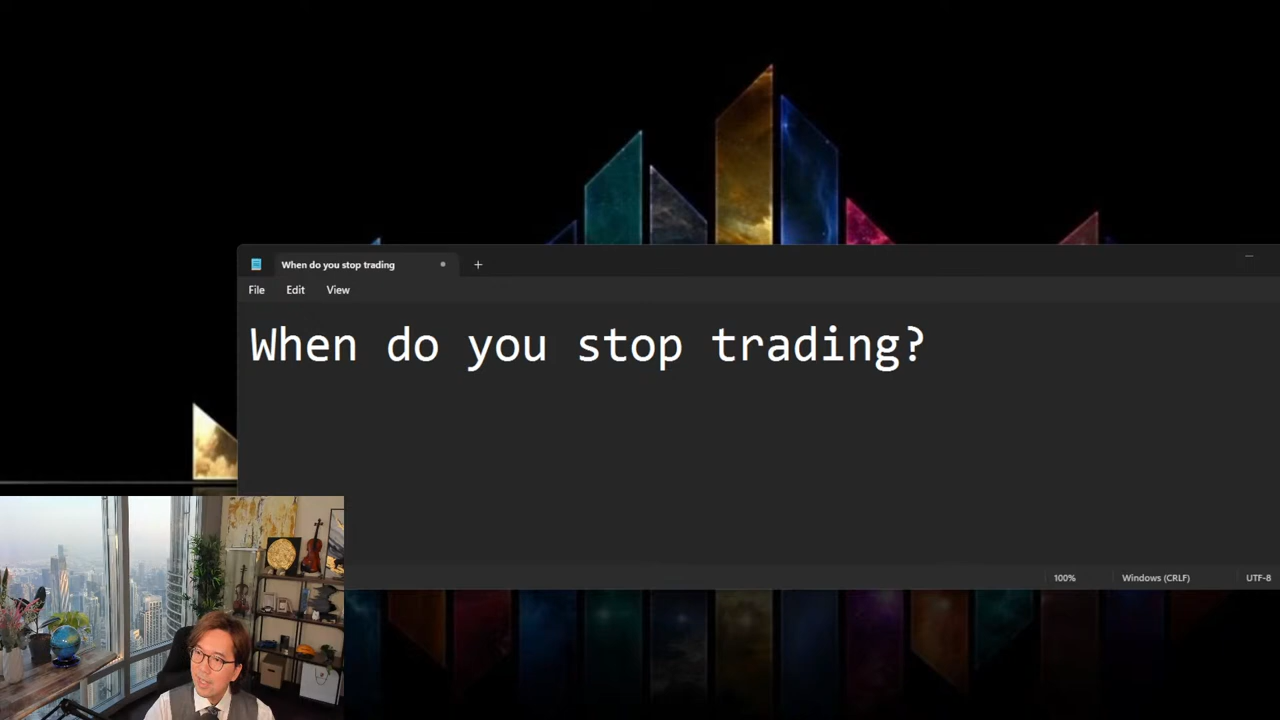 When do you stop trading
File Edit View
When do you stop trading?
100% Windows (CRLF) UTF-8